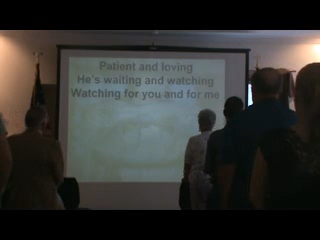 Patient and loving
He's waiting and watching
Watching for you and for me